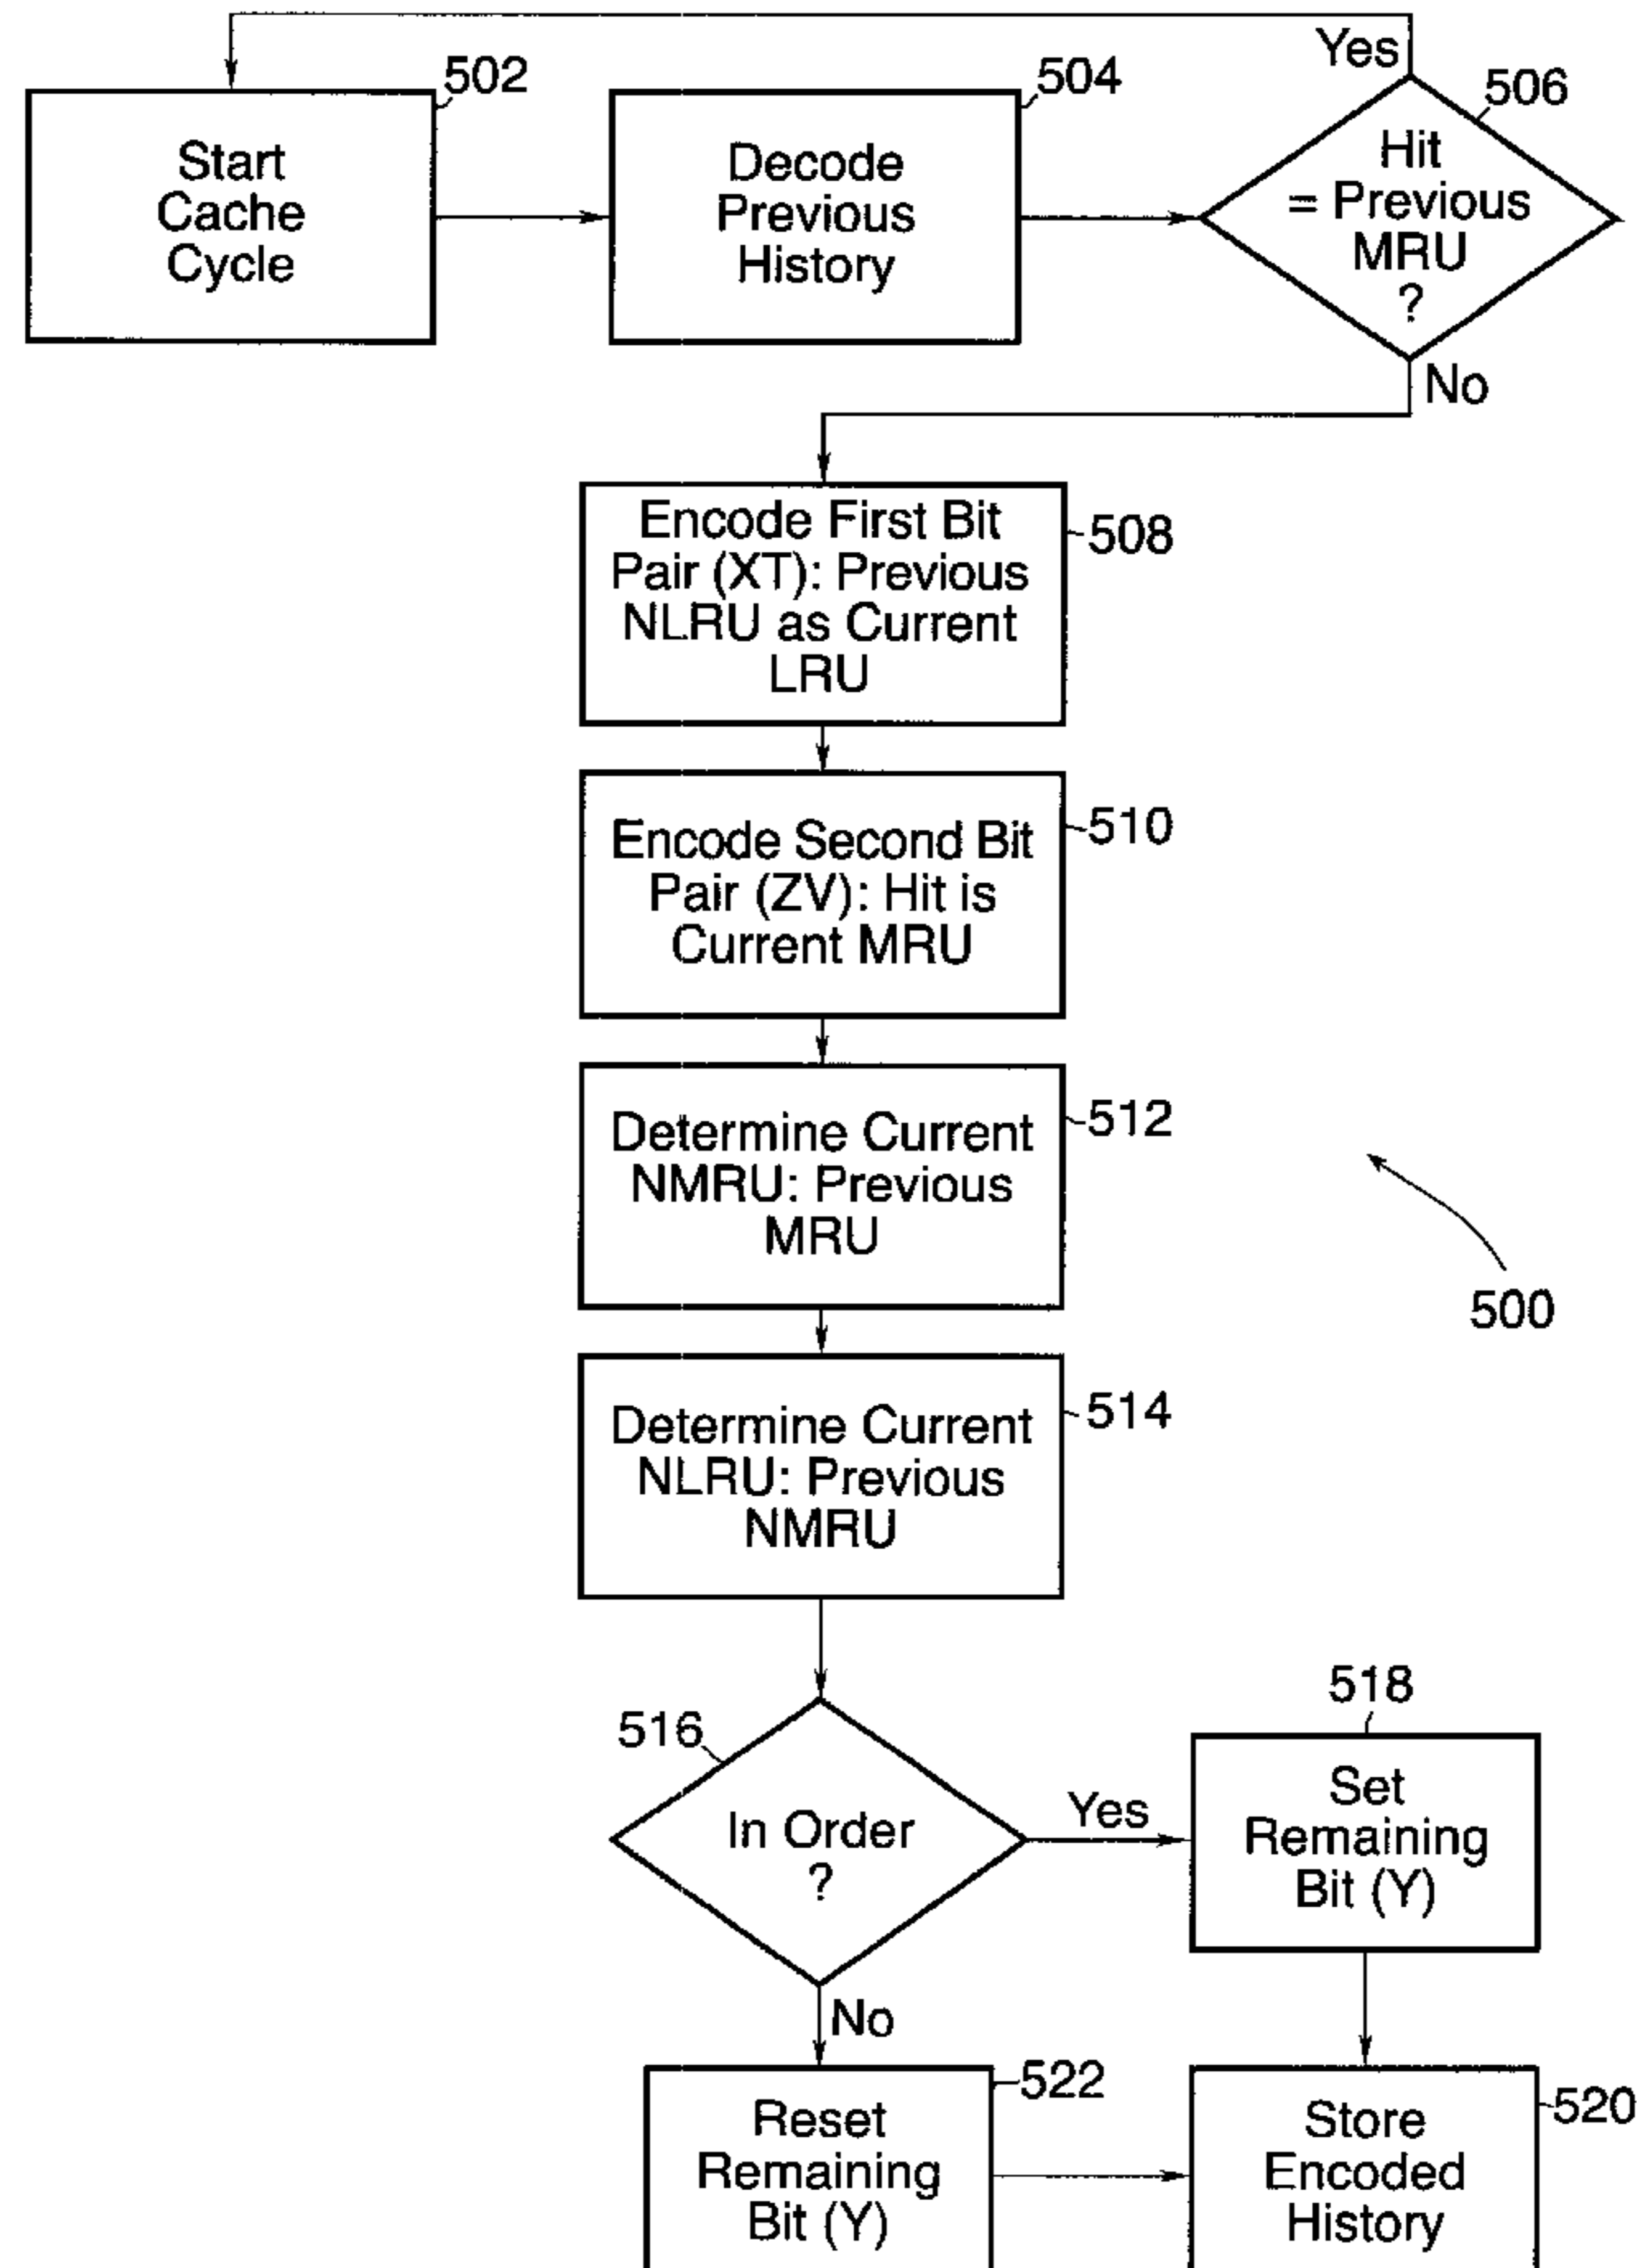 Yes
502
504
506
Start
Cache
Cycle
Decode
Previous
History
Hit
= Previous
MRU
?
No
Encode First Bit
Pair (XT): Previous
NLRU as Current
LRU
508
Encode Second Bit
Pair (ZV): Hit is
Current MRU
510
Determine Current
NMRU: Previous
MRU
512
500
Determine Current
NLRU: Previous
NMRU
514
516
In Order
?
Yes
518
Set
Remaining
Bit (Y)
No
522
Reset
Remaining
Bit (Y)
520
Store
Encoded
History